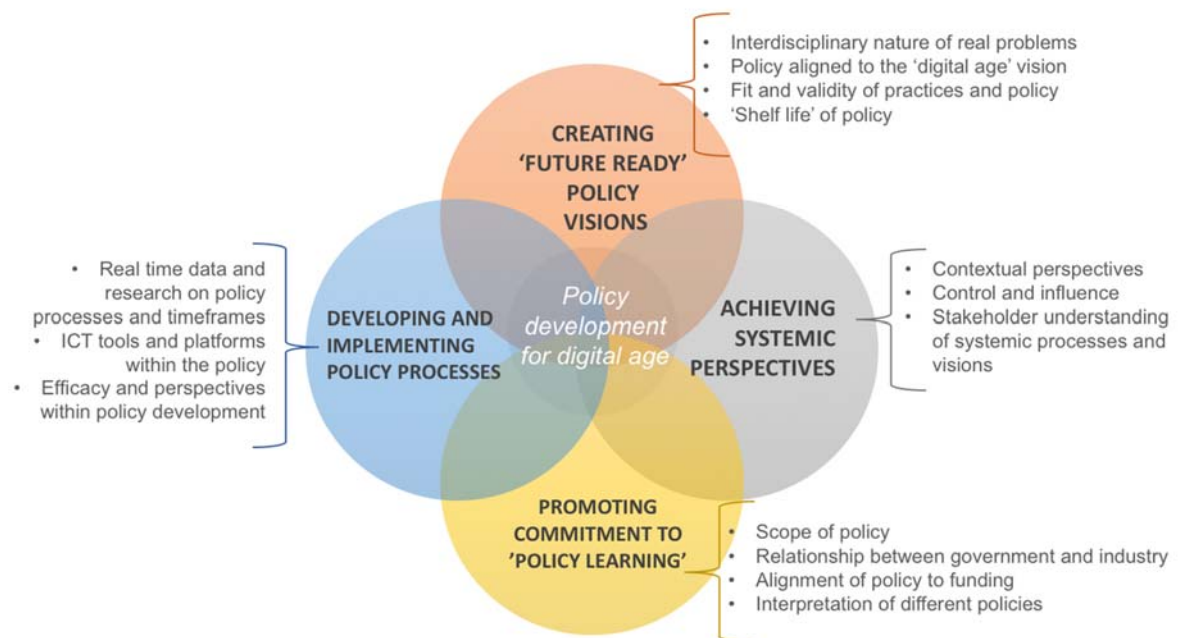 • Interdisciplinary nature of real problems
• Policy aligned to the ‘digital age’ vision
• Fit and validity of practices and policy
• ‘Shelf life’ of policy
CREATING
‘FUTURE READY’
POLICY
VISIONS
• Real time data and
research on policy
processes and timeframes
• ICT tools and platforms
within the policy
• Efficacy and perspectives
within policy development
DEVELOPING AND
IMPLEMENTING
POLICY PROCESSES
Policy
development
for digital age
ACHIEVING
SYSTEMIC
PERSPECTIVES
• Contextual perspectives
• Control and influence
• Stakeholder understanding
of systemic processes and
visions
PROMOTING
COMMITMENT TO
’POLICY LEARNING’
• Scope of policy
• Relationship between government and industry
• Alignment of policy to funding
• Interpretation of different policies